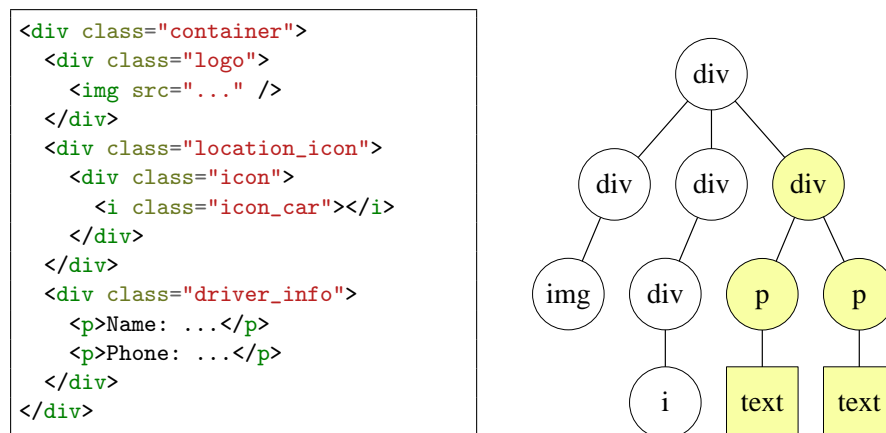 <div class="container">
  <div class="logo">
    <img src="..." />
  </div>
  <div class="location_icon">
    <div class="icon">
      <i class="icon_car"></i>
    </div>
  </div>
  <div class="driver_info">
    <p>Name: ...</p>
    <p>Phone: ...</p>
  </div>
</div>
div
div div div
img div p p
i text text